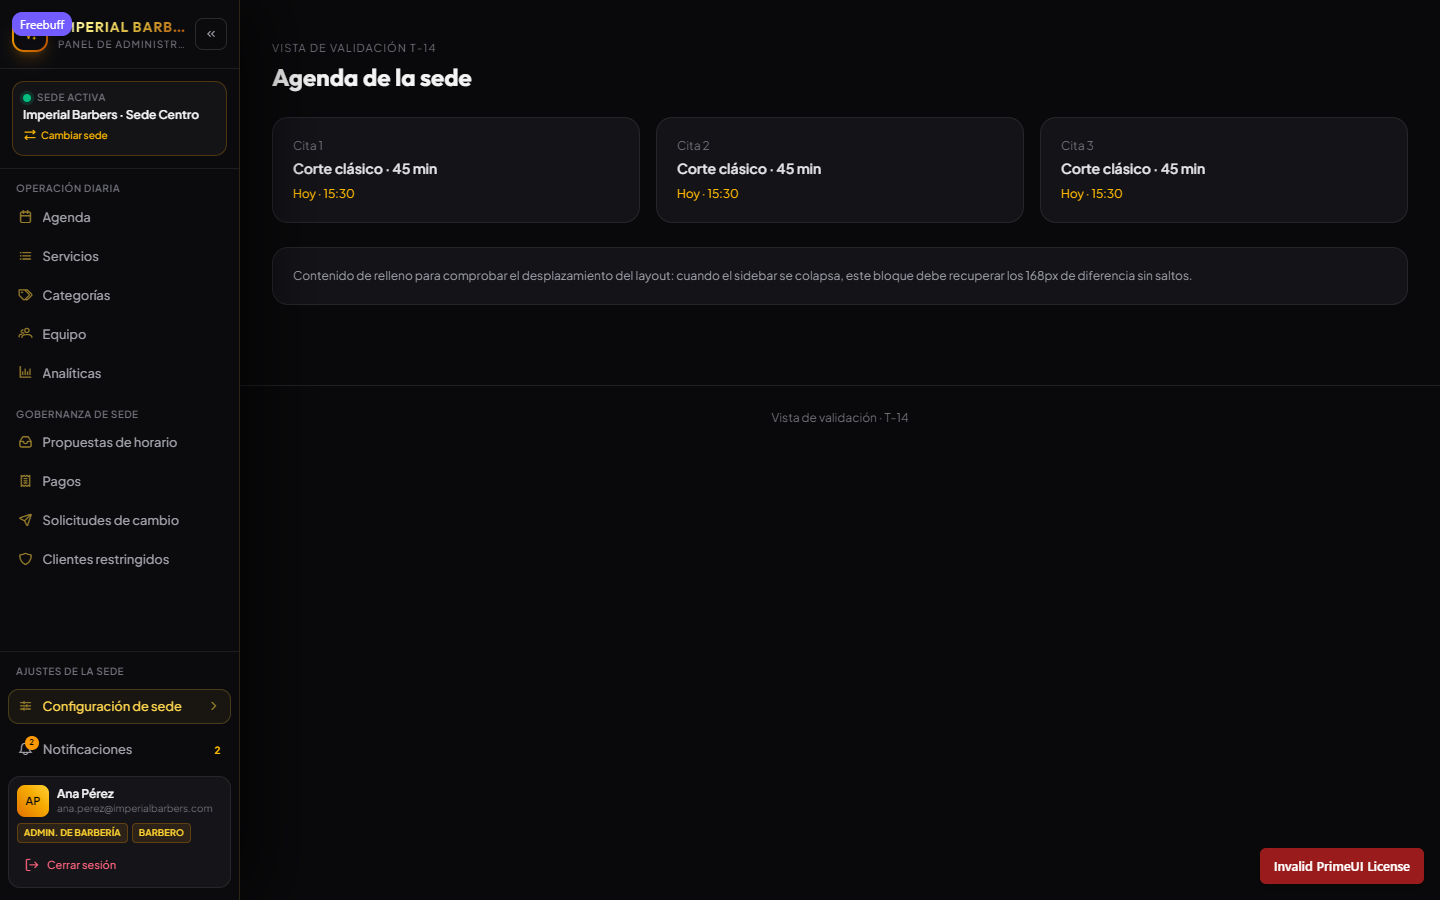 Freebuff
IMPERIAL BARB...
PANEL DE ADMINISTR...
«
SEDE ACTIVA
Imperial Barbers · Sede Centro
Cambiar sede
OPERACIÓN DIARIA
Agenda
Servicios
Categorías
Equipo
Analíticas
GOBERNANZA DE SEDE
Propuestas de horario
Pagos
Solicitudes de cambio
Clientes restringidos
AJUSTES DE LA SEDE
Configuración de sede
2
Notificaciones 2
AP
Ana Pérez
ana.perez@imperialbarbers.com
ADMIN. DE BARBERÍA BARBERO
Cerrar sesión
VISTA DE VALIDACIÓN T-14
Agenda de la sede
Cita 1
Corte clásico · 45 min
Hoy · 15:30
Cita 2
Corte clásico · 45 min
Hoy · 15:30
Cita 3
Corte clásico · 45 min
Hoy · 15:30
Contenido de relleno para comprobar el desplazamiento del layout: cuando el sidebar se colapsa, este bloque debe recuperar los 168px de diferencia sin saltos.
Vista de validación · T-14
Invalid PrimeUI License